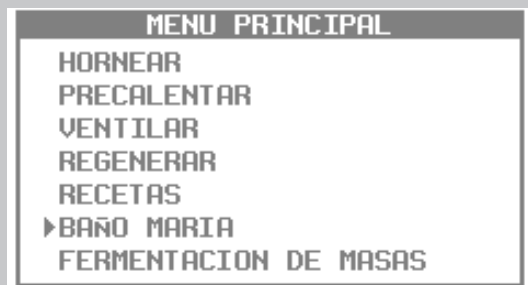 MENU PRINCIPAL
HORNEAR
PRECALENTAR
VENTILAR
REGENERAR
RECETAS
BAÑO MARIA
FERMENTACION DE MASAS